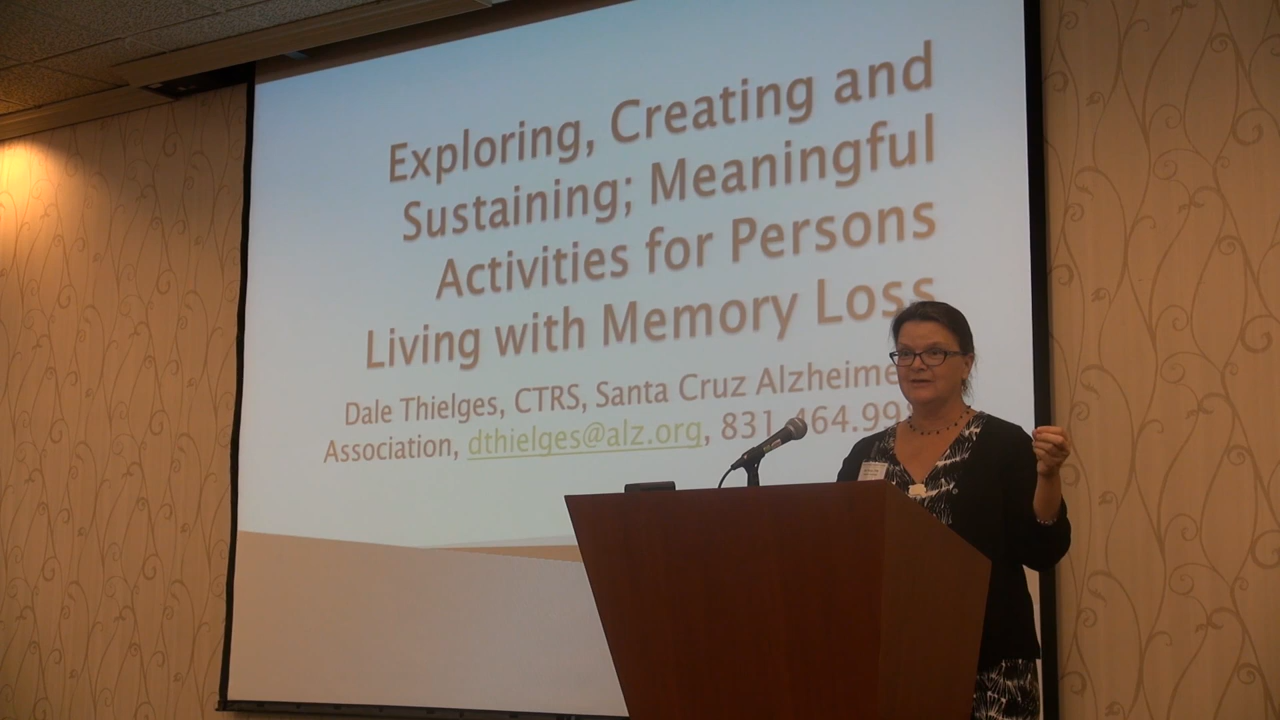 Exploring, Creating and
Sustaining; Meaningful
Activities for Persons
Living with Memory Loss
Dale Thielges, CTRS, Santa Cruz
Association, dthielges@alz.org,